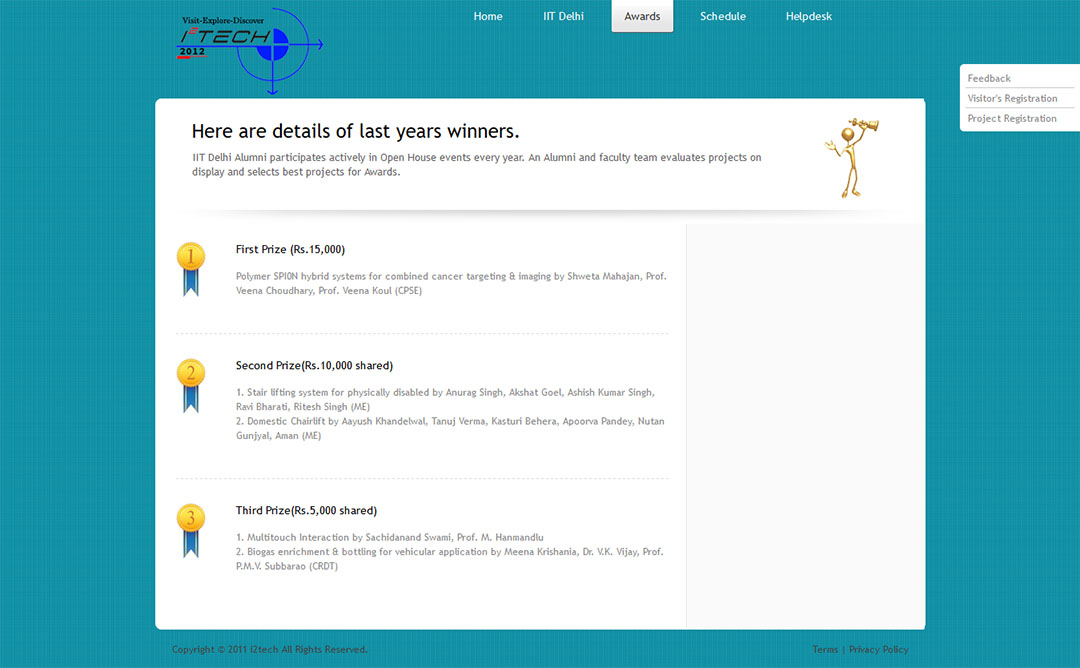 Visit-Explore-Discover
i²TECH
2012
Home IIT Delhi Awards Schedule Helpdesk
Feedback
Visitor's Registration
Project Registration
Here are details of last years winners.
IIT Delhi Alumni participates actively in Open House events every year. An Alumni and faculty team evaluates projects on
display and selects best projects for Awards.
1
First Prize (Rs.15,000)
Polymer SPION hybrid systems for combined cancer targeting & imaging by Shweta Mahajan, Prof.
Veena Choudhary, Prof. Veena Koul (CPSE)
2
Second Prize(Rs.10,000 shared)
1. Stair lifting system for physically disabled by Anurag Singh, Akshat Goel, Ashish Kumar Singh,
Ravi Bharati, Ritesh Singh (ME)
2. Domestic Chairlift by Aayush Khandelwal, Tanuj Verma, Kasturi Behera, Apoorva Pandey, Nutan
Gunjyal, Aman (ME)
3
Third Prize(Rs.5,000 shared)
1. Multitouch Interaction by Sachidanand Swami, Prof. M. Hanmandlu
2. Biogas enrichment & bottling for vehicular application by Meena Krishania, Dr. V.K. Vijay, Prof.
P.M.V. Subbarao (CRDT)
Copyright © 2011 i2tech All Rights Reserved.
Terms | Privacy Policy